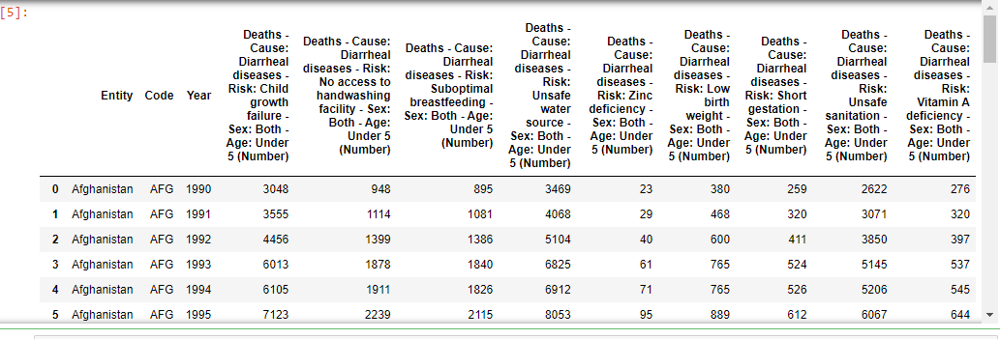 [5]:
Entity Code Year Deaths - Cause: Diarrheal diseases - Risk: Child growth failure - Sex: Both - Age: Under 5 (Number) Deaths - Cause: Diarrheal diseases - Risk: No access to handwashing facility - Sex: Both - Age: Under 5 (Number) Deaths - Cause: Diarrheal diseases - Risk: Suboptimal breastfeeding - Sex: Both - Age: Under 5 (Number) Deaths - Cause: Diarrheal diseases - Risk: Unsafe water source - Sex: Both - Age: Under 5 (Number) Deaths - Cause: Diarrheal diseases - Risk: Zinc deficiency - Sex: Both - Age: Under 5 (Number) Deaths - Cause: Diarrheal diseases - Risk: Low birth weight - Sex: Both - Age: Under 5 (Number) Deaths - Cause: Diarrheal diseases - Risk: Short gestation - Sex: Both - Age: Under 5 (Number) Deaths - Cause: Diarrheal diseases - Risk: Unsafe sanitation - Sex: Both - Age: Under 5 (Number) Deaths - Cause: Diarrheal diseases - Risk: Vitamin A deficiency - Sex: Both - Age: Under 5 (Number)
0 Afghanistan AFG 1990 3048 948 895 3469 23 380 259 2622 276
1 Afghanistan AFG 1991 3555 1114 1081 4068 29 468 320 3071 320
2 Afghanistan AFG 1992 4456 1399 1386 5104 40 600 411 3850 397
3 Afghanistan AFG 1993 6013 1878 1840 6825 61 765 524 5145 537
4 Afghanistan AFG 1994 6105 1911 1826 6912 71 765 526 5206 545
5 Afghanistan AFG 1995 7123 2239 2115 8053 95 889 612 6067 644